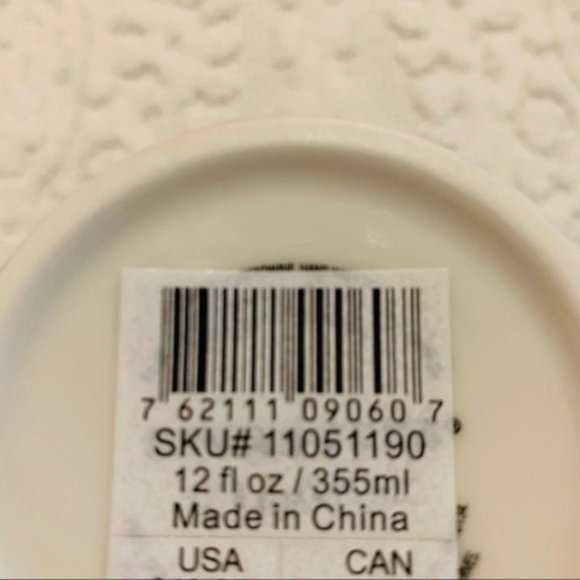 7 62111 09060 7
SKU# 11051190
12 fl oz / 355ml
Made in China
USA CAN